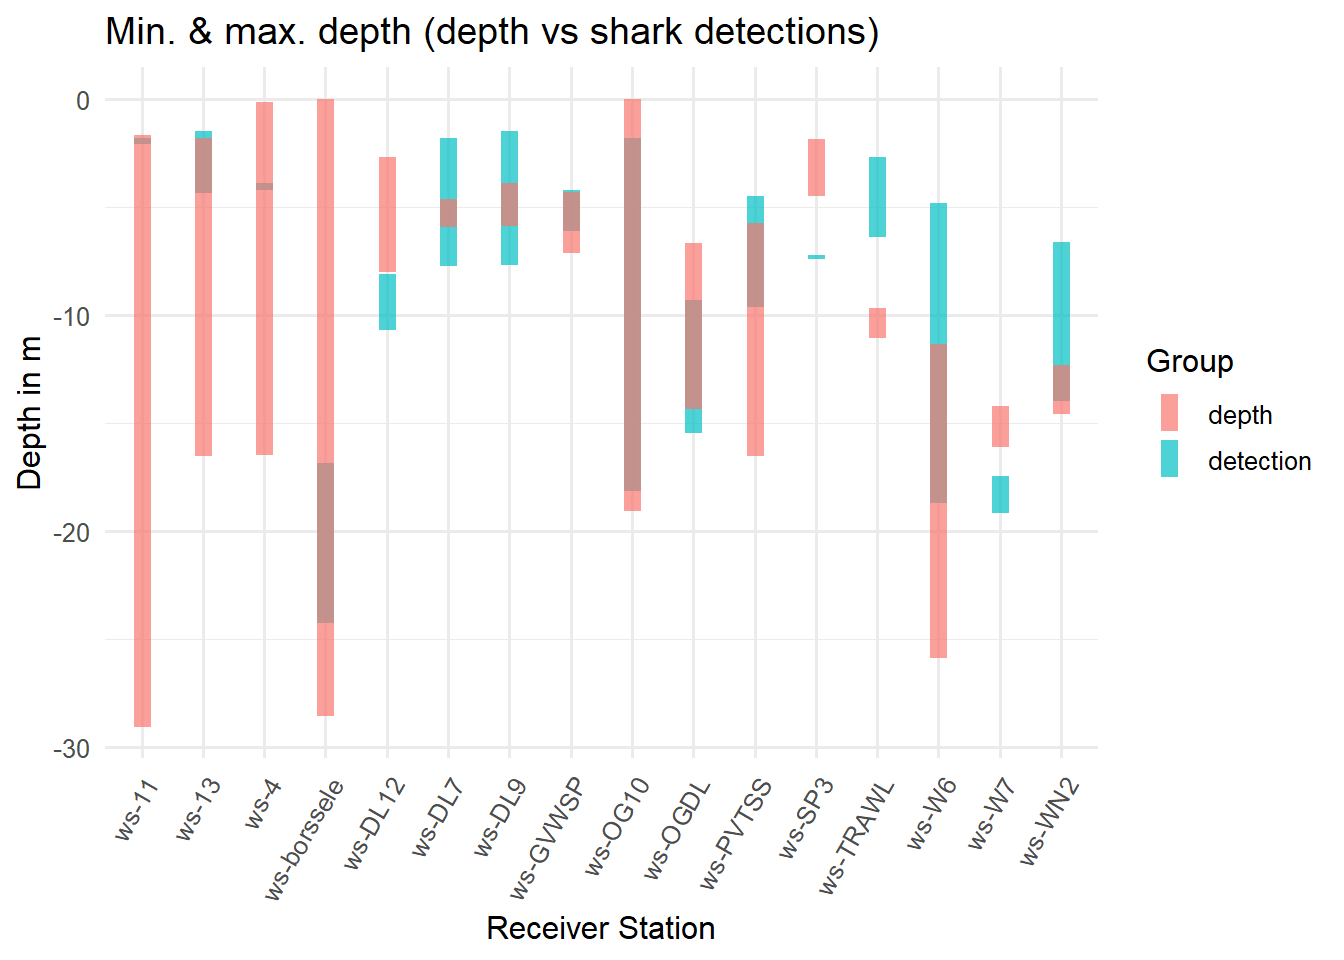 Min. & max. depth (depth vs shark detections)
0
-10
-20
-30
Depth in m
ws-11
ws-13
ws-4
ws-borssele
ws-DL12
ws-DL7
ws-DL9
ws-GVWSP
ws-OG10
ws-OGDL
ws-PVTSS
ws-SP3
ws-TRAWL
ws-W6
ws-W7
ws-WN2
Receiver Station
Group
depth
detection